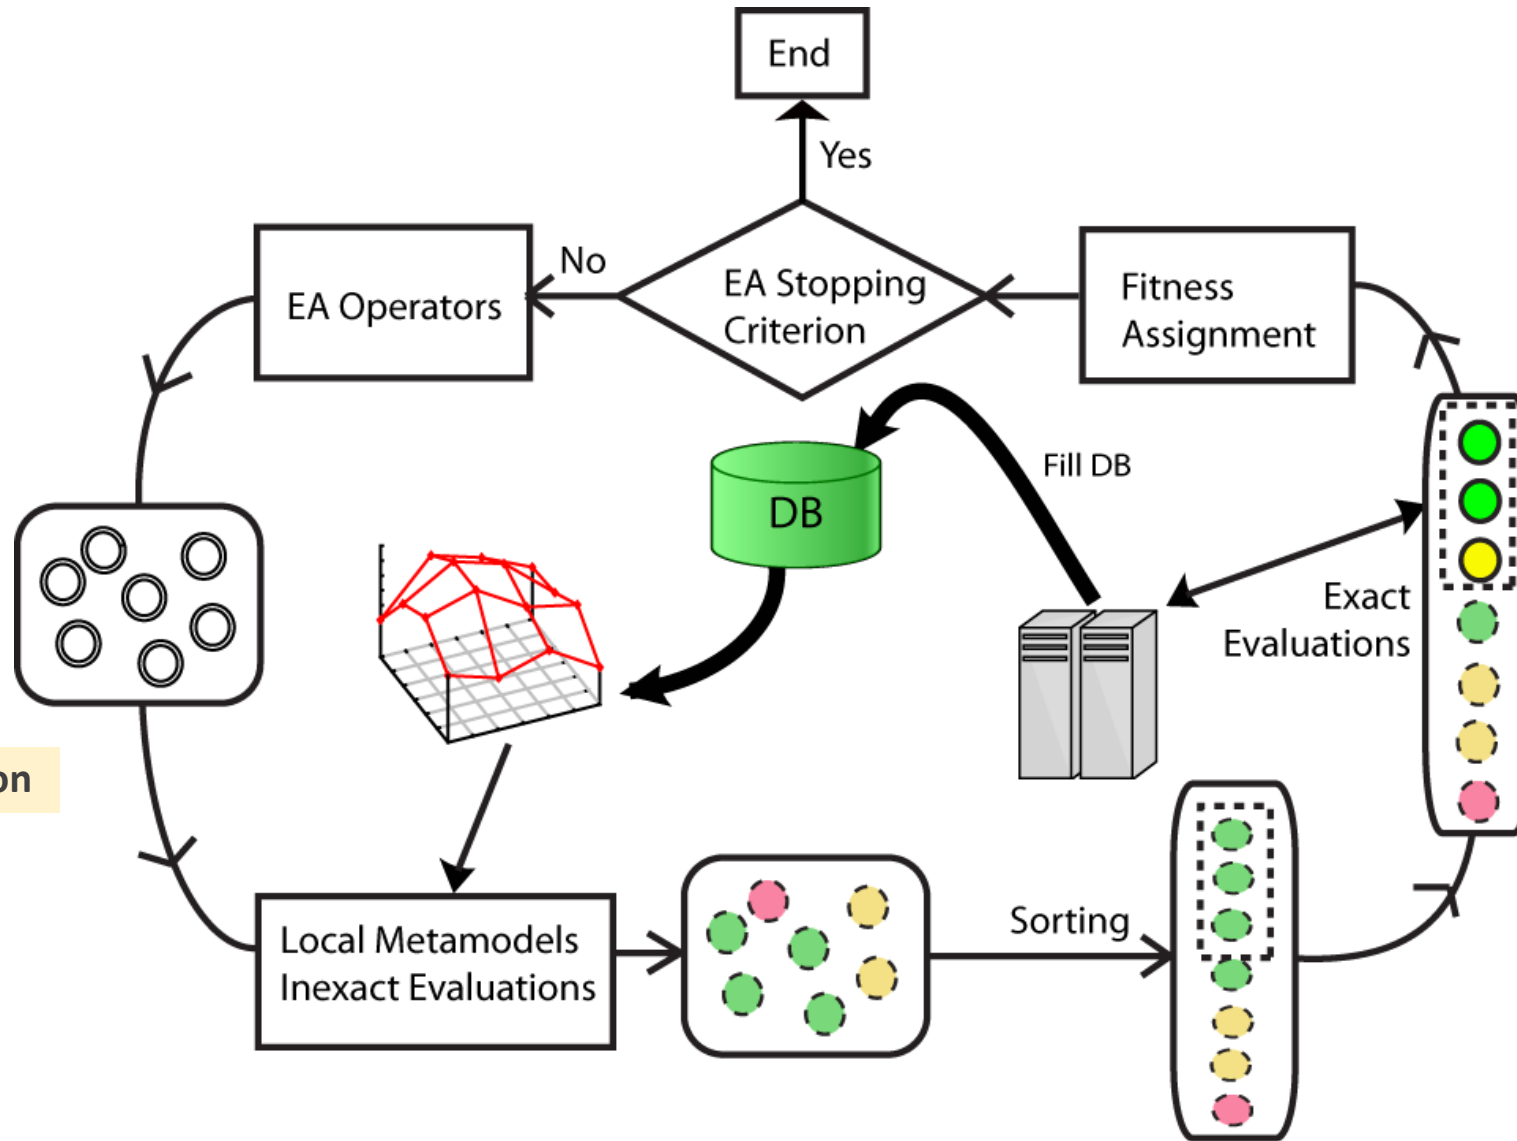 End
Yes
No
EA Operators
EA Stopping
Criterion
Fitness
Assignment
Fill DB
DB
Exact
Evaluations
on
Sorting
Local Metamodels
Inexact Evaluations